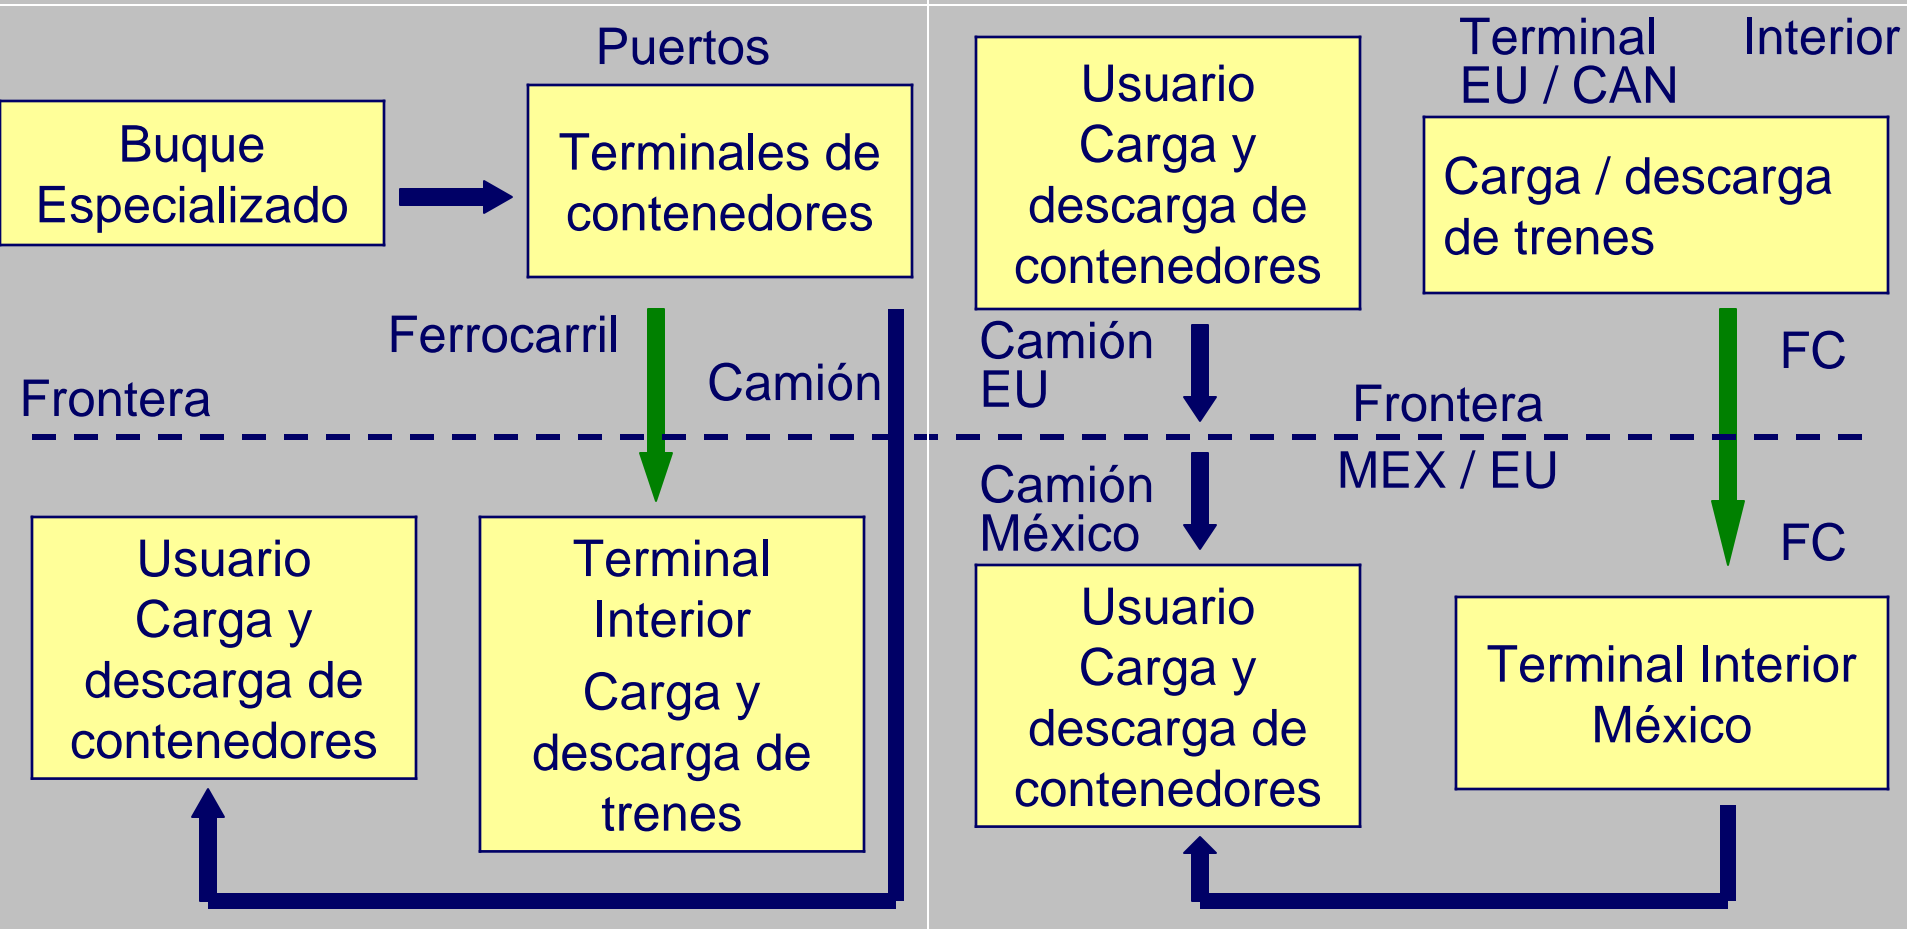 Puertos
Buque
Especializado
Terminales de
contenedores
Ferrocarril
Camión
Frontera
Usuario
Carga y
descarga de
contenedores
Terminal
Interior
Carga y
descarga de
trenes
Usuario
Carga y
descarga de
contenedores
Terminal Interior
EU / CAN
Carga / descarga
de trenes
Camión
EU
FC
Frontera
MEX / EU
Camión
México
FC
Usuario
Carga y
descarga de
contenedores
Terminal Interior
México